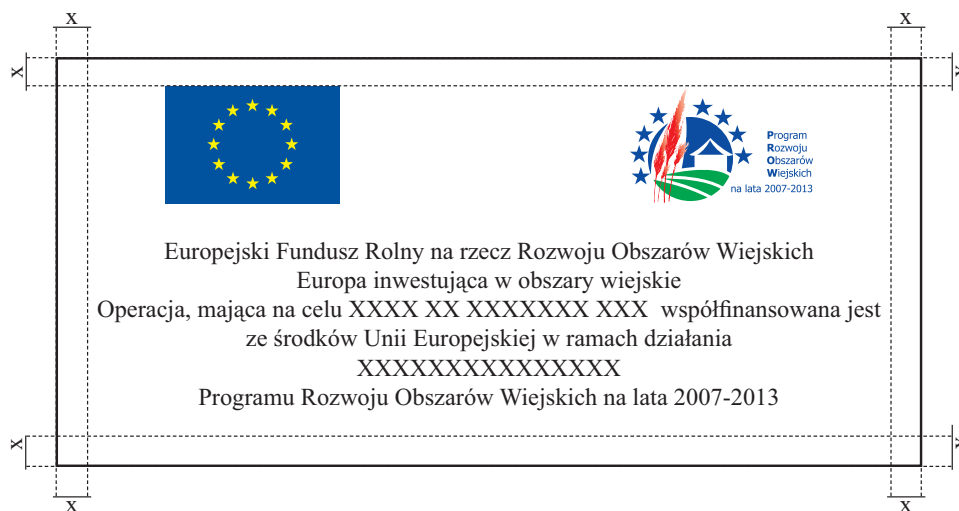 x x
x x
Program
Rozwoju
Obszarów
Wiejskich
na lata 2007-2013
Europejski Fundusz Rolny na rzecz Rozwoju Obszarów Wiejskich
Europa inwestująca w obszary wiejskie
Operacja, mająca na celu XXXX XX XXXXXXX XXX współfinansowana jest
ze środków Unii Europejskiej w ramach działania
XXXXXXXXXXXXXXX
Programu Rozwoju Obszarów Wiejskich na lata 2007-2013
x x
x x